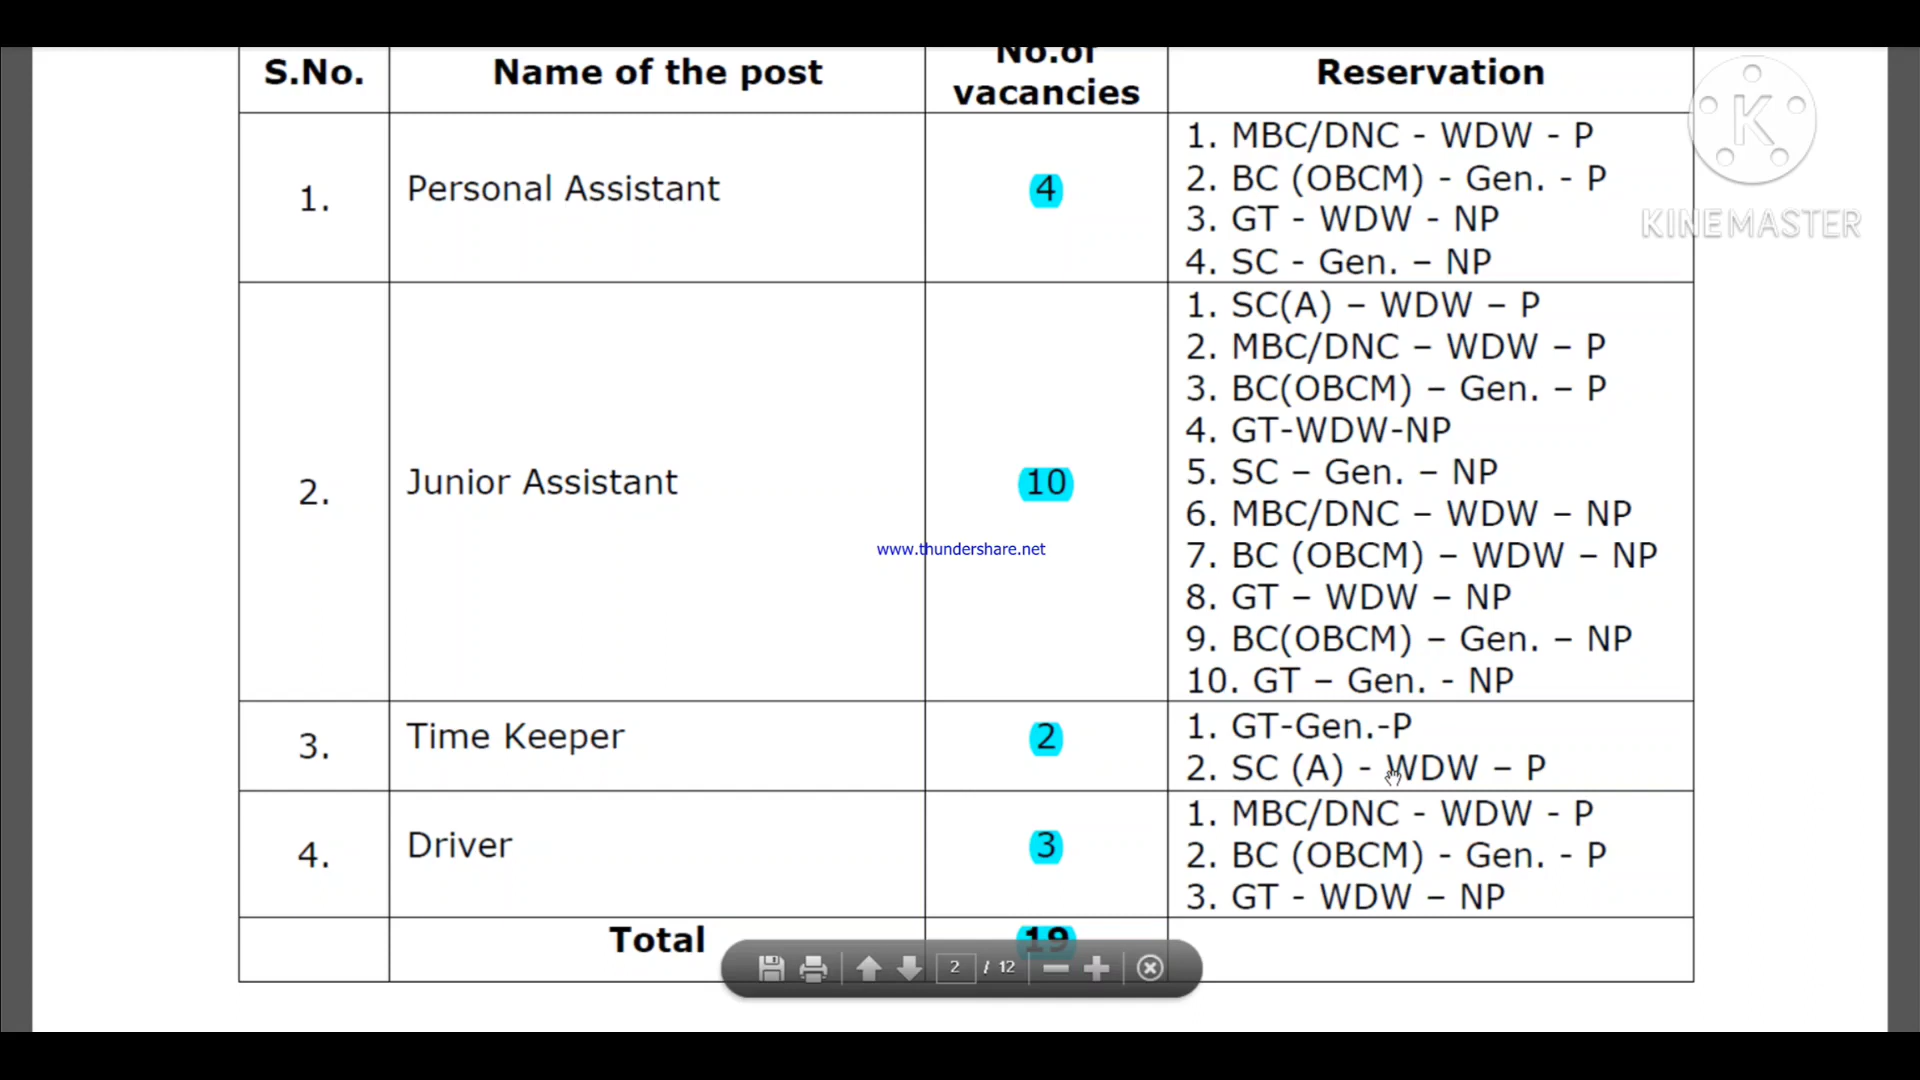 S.No. Name of the post No.of vacancies Reservation
1. Personal Assistant 4
1. MBC/DNC - WDW - P
2. BC (OBCM) - Gen. - P
3. GT - WDW - NP
4. SC - Gen. – NP
2. Junior Assistant 10
1. SC(A) – WDW – P
2. MBC/DNC – WDW – P
3. BC(OBCM) – Gen. – P
4. GT-WDW-NP
5. SC – Gen. – NP
6. MBC/DNC – WDW – NP
7. BC (OBCM) – WDW – NP
8. GT – WDW – NP
9. BC(OBCM) – Gen. – NP
10. GT – Gen. - NP
3. Time Keeper 2
1. GT-Gen.-P
2. SC (A) - WDW – P
4. Driver 3
1. MBC/DNC - WDW - P
2. BC (OBCM) - Gen. - P
3. GT - WDW – NP
Total 19
K
KINEMASTER
www.thundershare.net
2 / 12